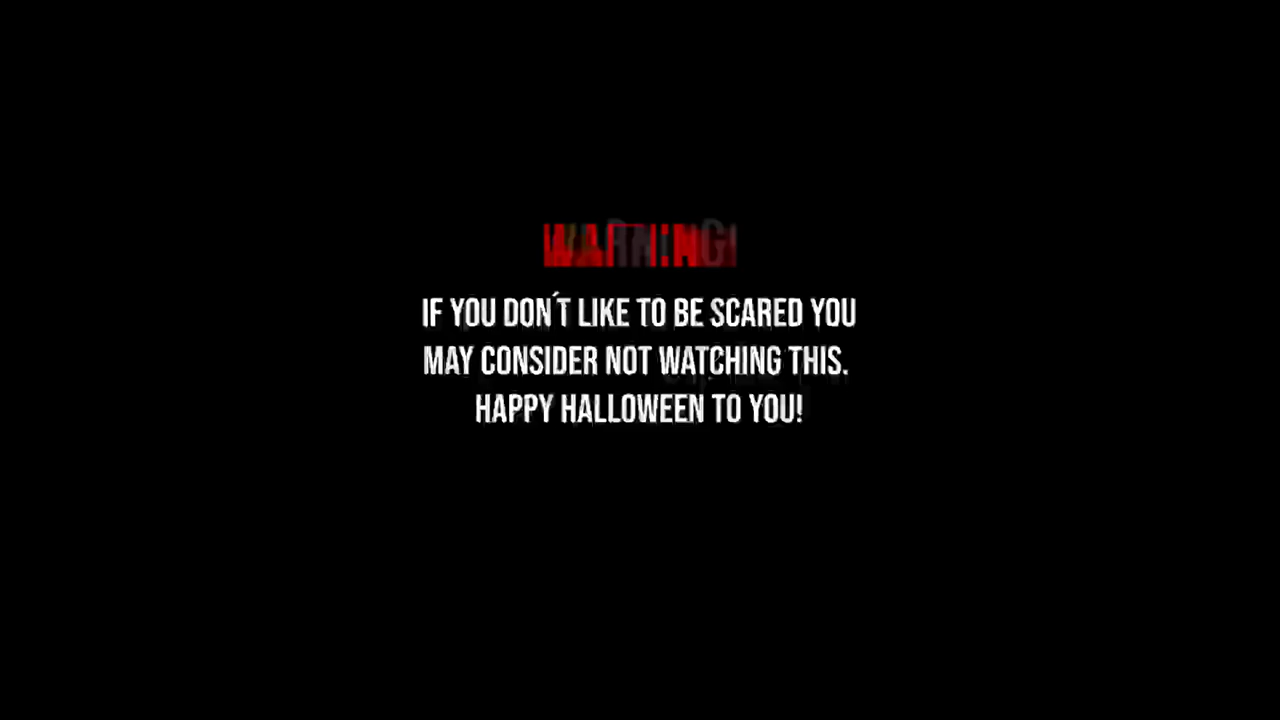 WARNING!
IF YOU DON´T LIKE TO BE SCARED YOU
MAY CONSIDER NOT WATCHING THIS.
HAPPY HALLOWEEN TO YOU!